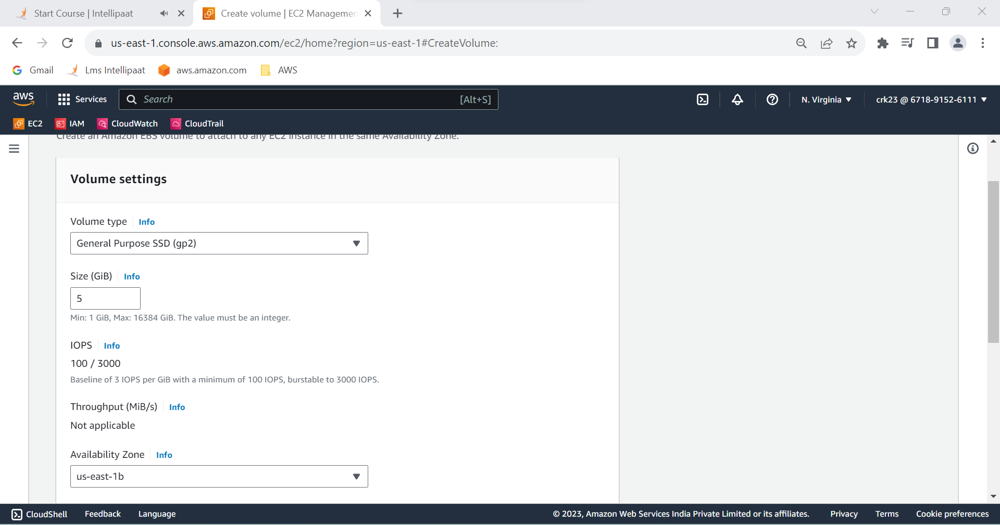 Start Course | Intellipaat
Create volume | EC2 Managemen
us-east-1.console.aws.amazon.com/ec2/home?region=us-east-1#CreateVolume:
Gmail Lms Intellipaat aws.amazon.com AWS
aws Services Search [Alt+S] N. Virginia crk23 @ 6718-9152-6111
EC2 IAM CloudWatch CloudTrail
Create an Amazon EBS volume to attach to any EC2 instance in the same Availability Zone.
Volume settings
Volume type Info
General Purpose SSD (gp2)
Size (GiB) Info
5
Min: 1 GiB, Max: 16384 GiB. The value must be an integer.
IOPS Info
100 / 3000
Baseline of 3 IOPS per GiB with a minimum of 100 IOPS, burstable to 3000 IOPS.
Throughput (MiB/s) Info
Not applicable
Availability Zone Info
us-east-1b
CloudShell Feedback Language © 2023, Amazon Web Services India Private Limited or its affiliates. Privacy Terms Cookie preferences